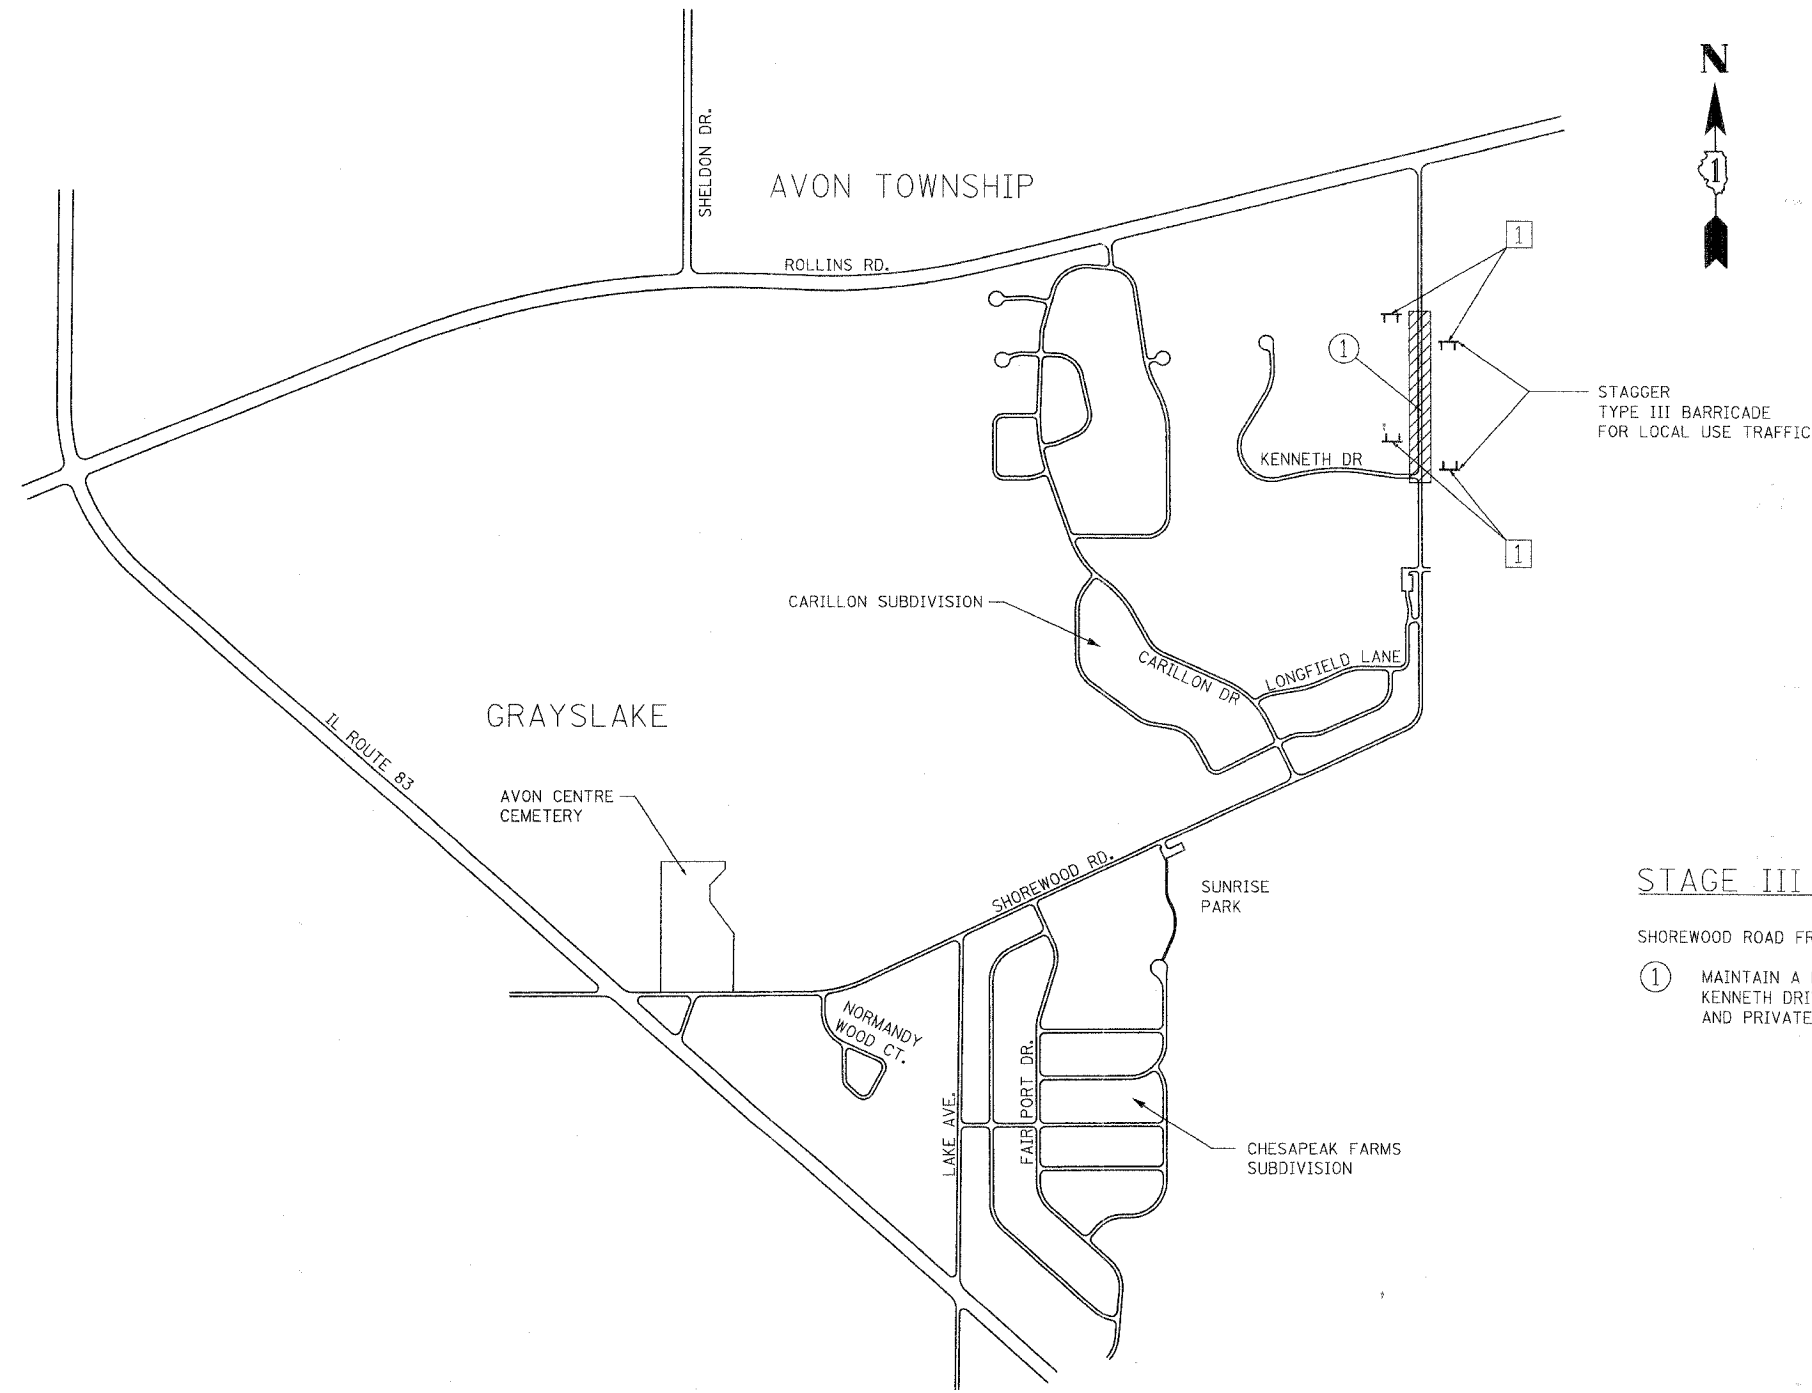 N
1
SHELDON DR.
AVON TOWNSHIP
ROLLINS RD.
1
1
STAGGER
TYPE III BARRICADE
FOR LOCAL USE TRAFFIC
KENNETH DR
1
CARILLON SUBDIVISION
CARILLON DR
LONGFIELD LANE
GRAYSLAKE
IL ROUTE 83
AVON CENTRE
CEMETERY
SHOREWOOD RD.
SUNRISE
PARK
STAGE III
SHOREWOOD ROAD FR
1 MAINTAIN A
KENNETH DRI
AND PRIVATE
NORMANDY
WOOD CT.
LAKE AVE.
FAIR PORT DR.
CHESAPEAK FARMS
SUBDIVISION